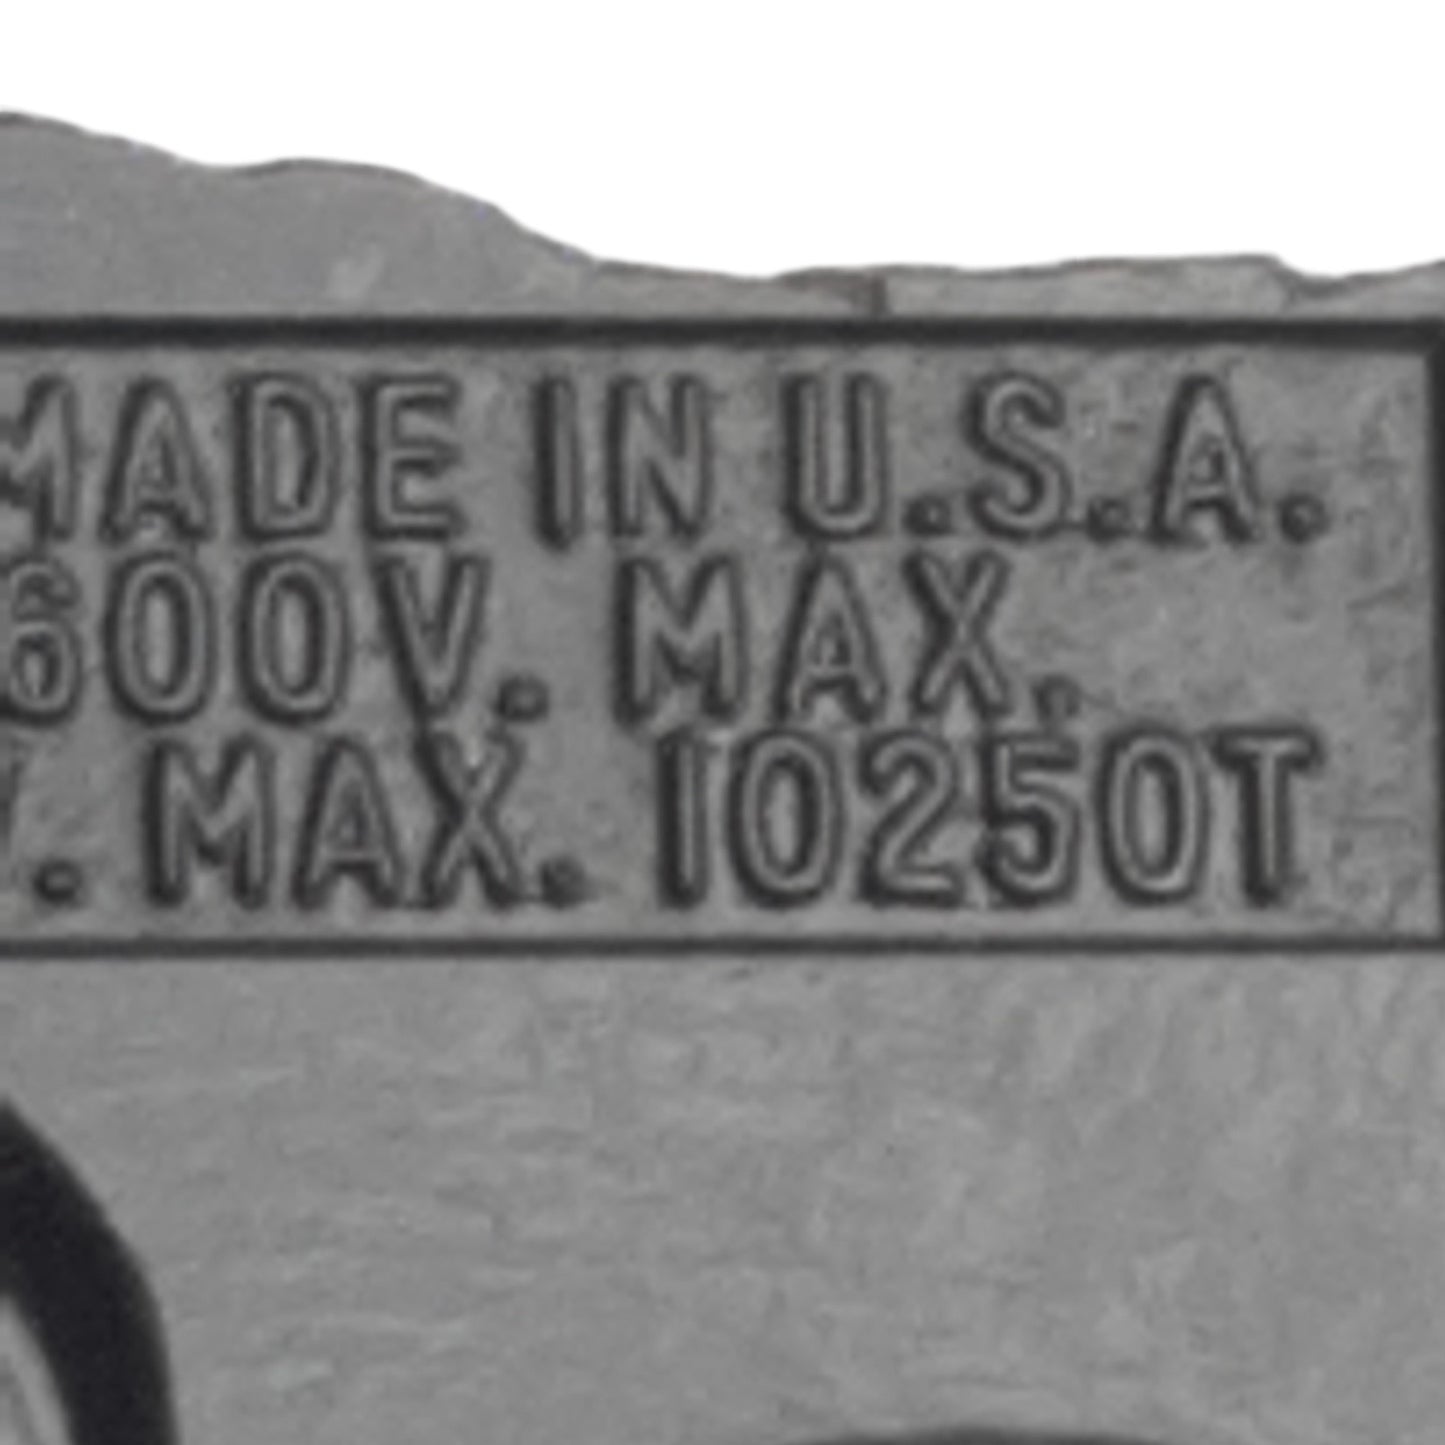 MADE IN U.S.A.
600V. MAX.
. MAX. 10250T